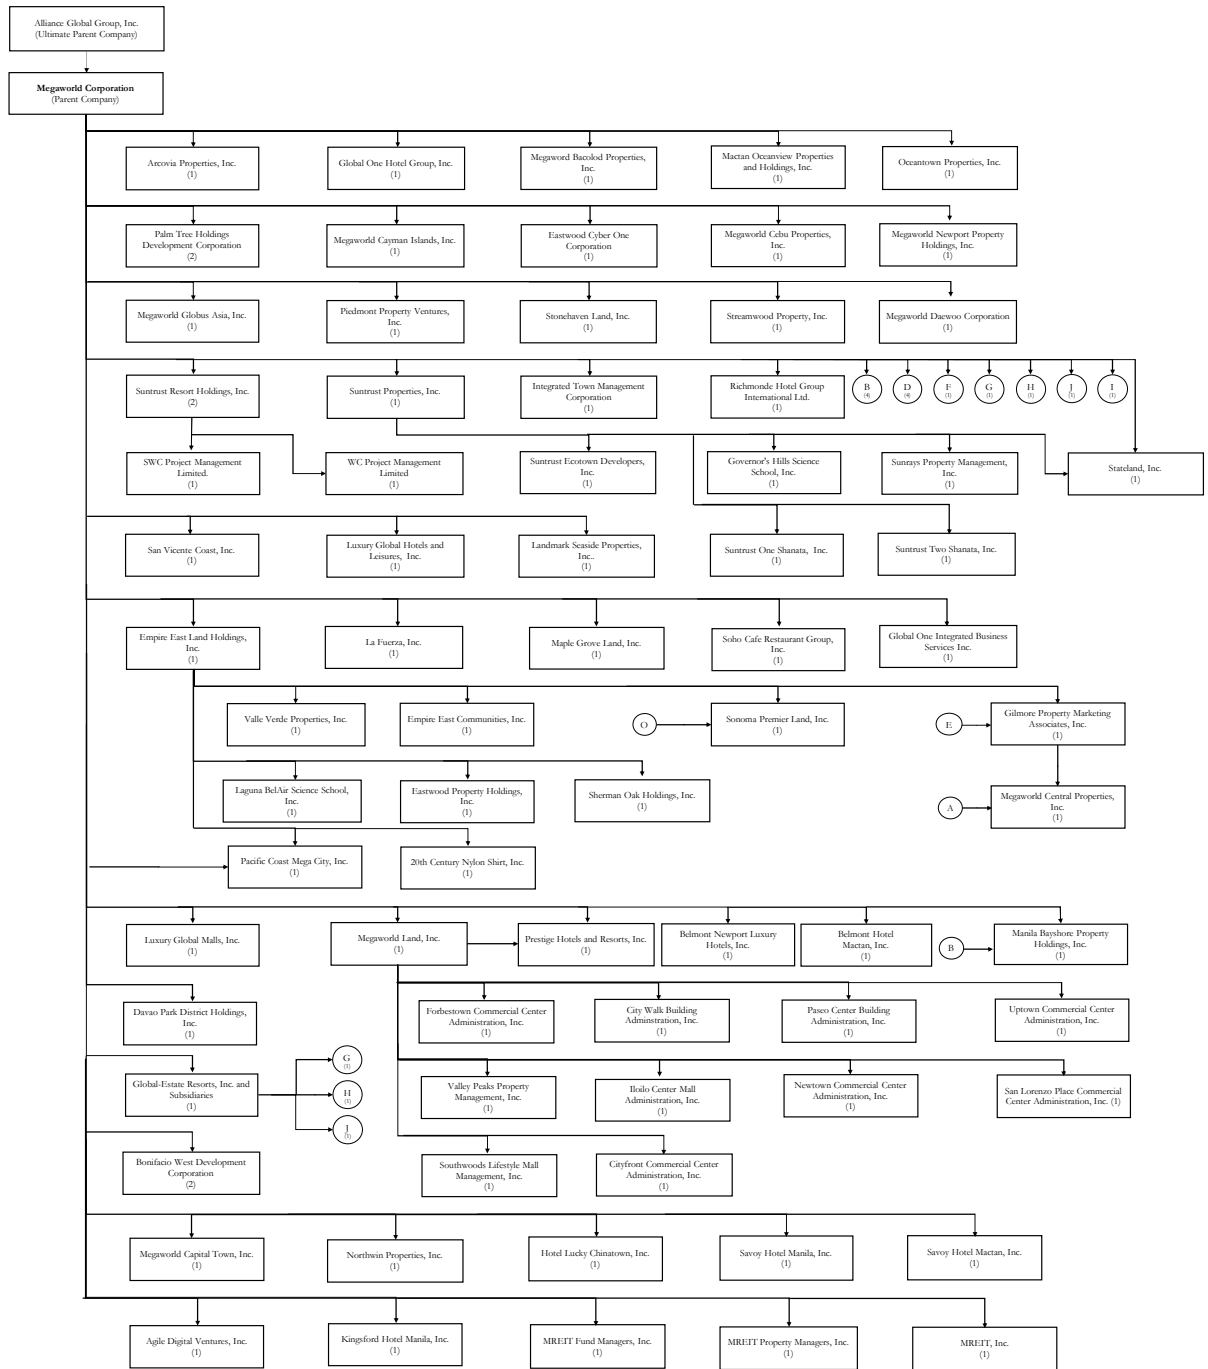 Alliance Global Group, Inc.
(Ultimate Parent Company)
Megaworld Corporation
(Parent Company)
Arcovia Properties, Inc.
(1)
Global One Hotel Group, Inc.
(1)
Megaword Bacolod Properties,
Inc.
(1)
Mactan Oceanview Properties
and Holdings, Inc.
(1)
Oceantown Properties, Inc.
(1)
Palm Tree Holdings
Development Corporation
(2)
Megaworld Cayman Islands, Inc.
(1)
Eastwood Cyber One
Corporation
(1)
Megaworld Cebu Properties,
Inc.
(1)
Megaworld Newport Property
Holdings, Inc.
(1)
Megaworld Globus Asia, Inc.
(1)
Piedmont Property Ventures,
Inc.
(1)
Stonehaven Land, Inc.
(1)
Streamwood Property, Inc.
(1)
Megaworld Daewoo Corporation
(1)
Suntrust Resort Holdings, Inc.
(2)
Suntrust Properties, Inc.
(1)
Integrated Town Management
Corporation
(1)
Richmonde Hotel Group
International Ltd.
(1)
B
(4)
D
(4)
F
(1)
G
(1)
H
(1)
J
(1)
I
(1)
SWC Project Management
Limited.
(1)
WC Project Management
Limited
(1)
Suntrust Ecotown Developers,
Inc.
(1)
Governor's Hills Science
School, Inc.
(1)
Sunrays Property Management,
Inc.
(1)
Stateland, Inc.
(1)
San Vicente Coast, Inc.
(1)
Luxury Global Hotels and
Leisures, Inc.
(1)
Landmark Seaside Properties,
Inc..
(1)
Suntrust One Shanata, Inc.
(1)
Suntrust Two Shanata, Inc.
(1)
Empire East Land Holdings,
Inc.
(1)
La Fuerza, Inc.
(1)
Maple Grove Land, Inc.
(1)
Soho Cafe Restaurant Group,
Inc.
(1)
Global One Integrated Business
Services Inc.
(1)
Valle Verde Properties, Inc.
(1)
Empire East Communities, Inc.
(1)
O
Sonoma Premier Land, Inc.
(1)
E
Gilmore Property Marketing
Associates, Inc.
(1)
Laguna BelAir Science School,
Inc.
(1)
Eastwood Property Holdings,
Inc.
(1)
Sherman Oak Holdings, Inc.
(1)
A
Megaworld Central Properties,
Inc.
(1)
Pacific Coast Mega City, Inc.
(1)
20th Century Nylon Shirt, Inc.
(1)
Luxury Global Malls, Inc.
(1)
Megaworld Land, Inc.
(1)
Prestige Hotels and Resorts, Inc.
(1)
Belmont Newport Luxury
Hotels, Inc.
(1)
Belmont Hotel
Mactan, Inc.
(1)
B
Manila Bayshore Property
Holdings, Inc.
(1)
Davao Park District Holdings,
Inc.
(1)
Forbestown Commercial Center
Administration, Inc.
(1)
City Walk Building
Admintration, Inc.
(1)
Paseo Center Building
Administration, Inc.
(1)
Uptown Commercial Center
Administration, Inc.
(1)
Global-Estate Resorts, Inc. and
Subsidiaries
(1)
G
(1)
H
(1)
J
(1)
Valley Peaks Property
Management, Inc.
(1)
Iloilo Center Mall
Administration, Inc.
(1)
Newtown Commercial Center
Administration, Inc.
(1)
San Lorenzo Place Commercial
Center Administration, Inc. (1)
Bonifacio West Development
Corporation
(2)
Southwoods Lifestyle Mall
Management, Inc.
(1)
Cityfront Commercial Center
Administration, Inc.
(1)
Megaworld Capital Town, Inc.
(1)
Northwin Properties, Inc.
(1)
Hotel Lucky Chinatown, Inc.
(1)
Savoy Hotel Manila, Inc.
(1)
Savoy Hotel Mactan, Inc.
(1)
Agile Digital Ventures, Inc.
(1)
Kingsford Hotel Manila, Inc.
(1)
MREIT Fund Managers, Inc.
(1)
MREIT Property Managers, Inc.
(1)
MREIT, Inc.
(1)